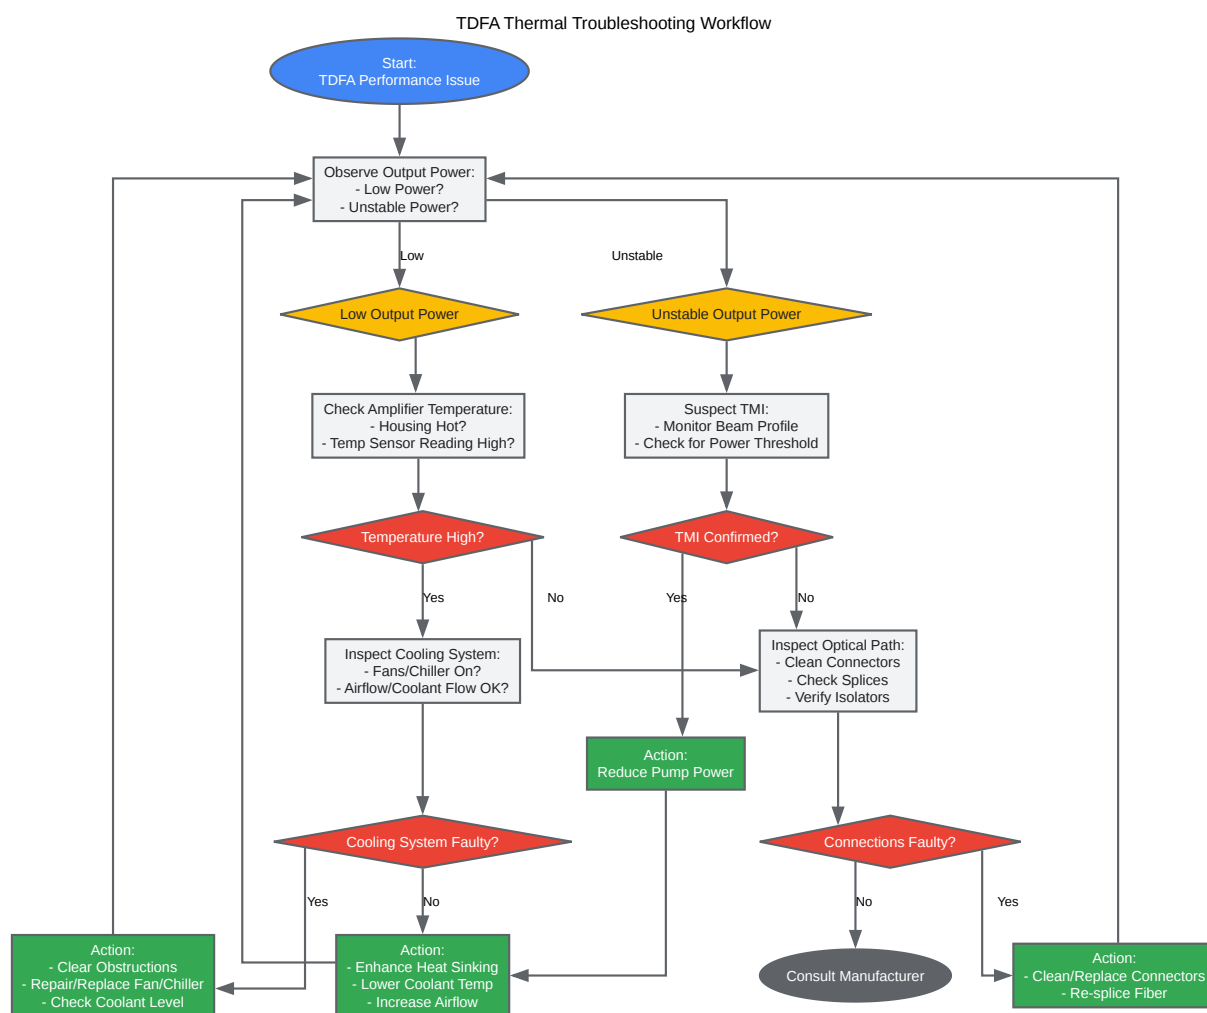 TDFA Thermal Troubleshooting Workflow
Start:
TDFA Performance Issue
Observe Output Power:
- Low Power?
- Unstable Power?
Low
Unstable
Low Output Power
Unstable Output Power
Check Amplifier Temperature:
- Housing Hot?
- Temp Sensor Reading High?
Suspect TMI:
- Monitor Beam Profile
- Check for Power Threshold
Temperature High?
TMI Confirmed?
Yes
No
Yes
No
Inspect Cooling System:
- Fans/Chiller On?
- Airflow/Coolant Flow OK?
Inspect Optical Path:
- Clean Connectors
- Check Splices
- Verify Isolators
Action:
Reduce Pump Power
Cooling System Faulty?
Connections Faulty?
Yes
No
No
Yes
Action:
- Clear Obstructions
- Repair/Replace Fan/Chiller
- Check Coolant Level
Action:
- Enhance Heat Sinking
- Lower Coolant Temp
- Increase Airflow
Consult Manufacturer
Action:
- Clean/Replace Connectors
- Re-splice Fiber